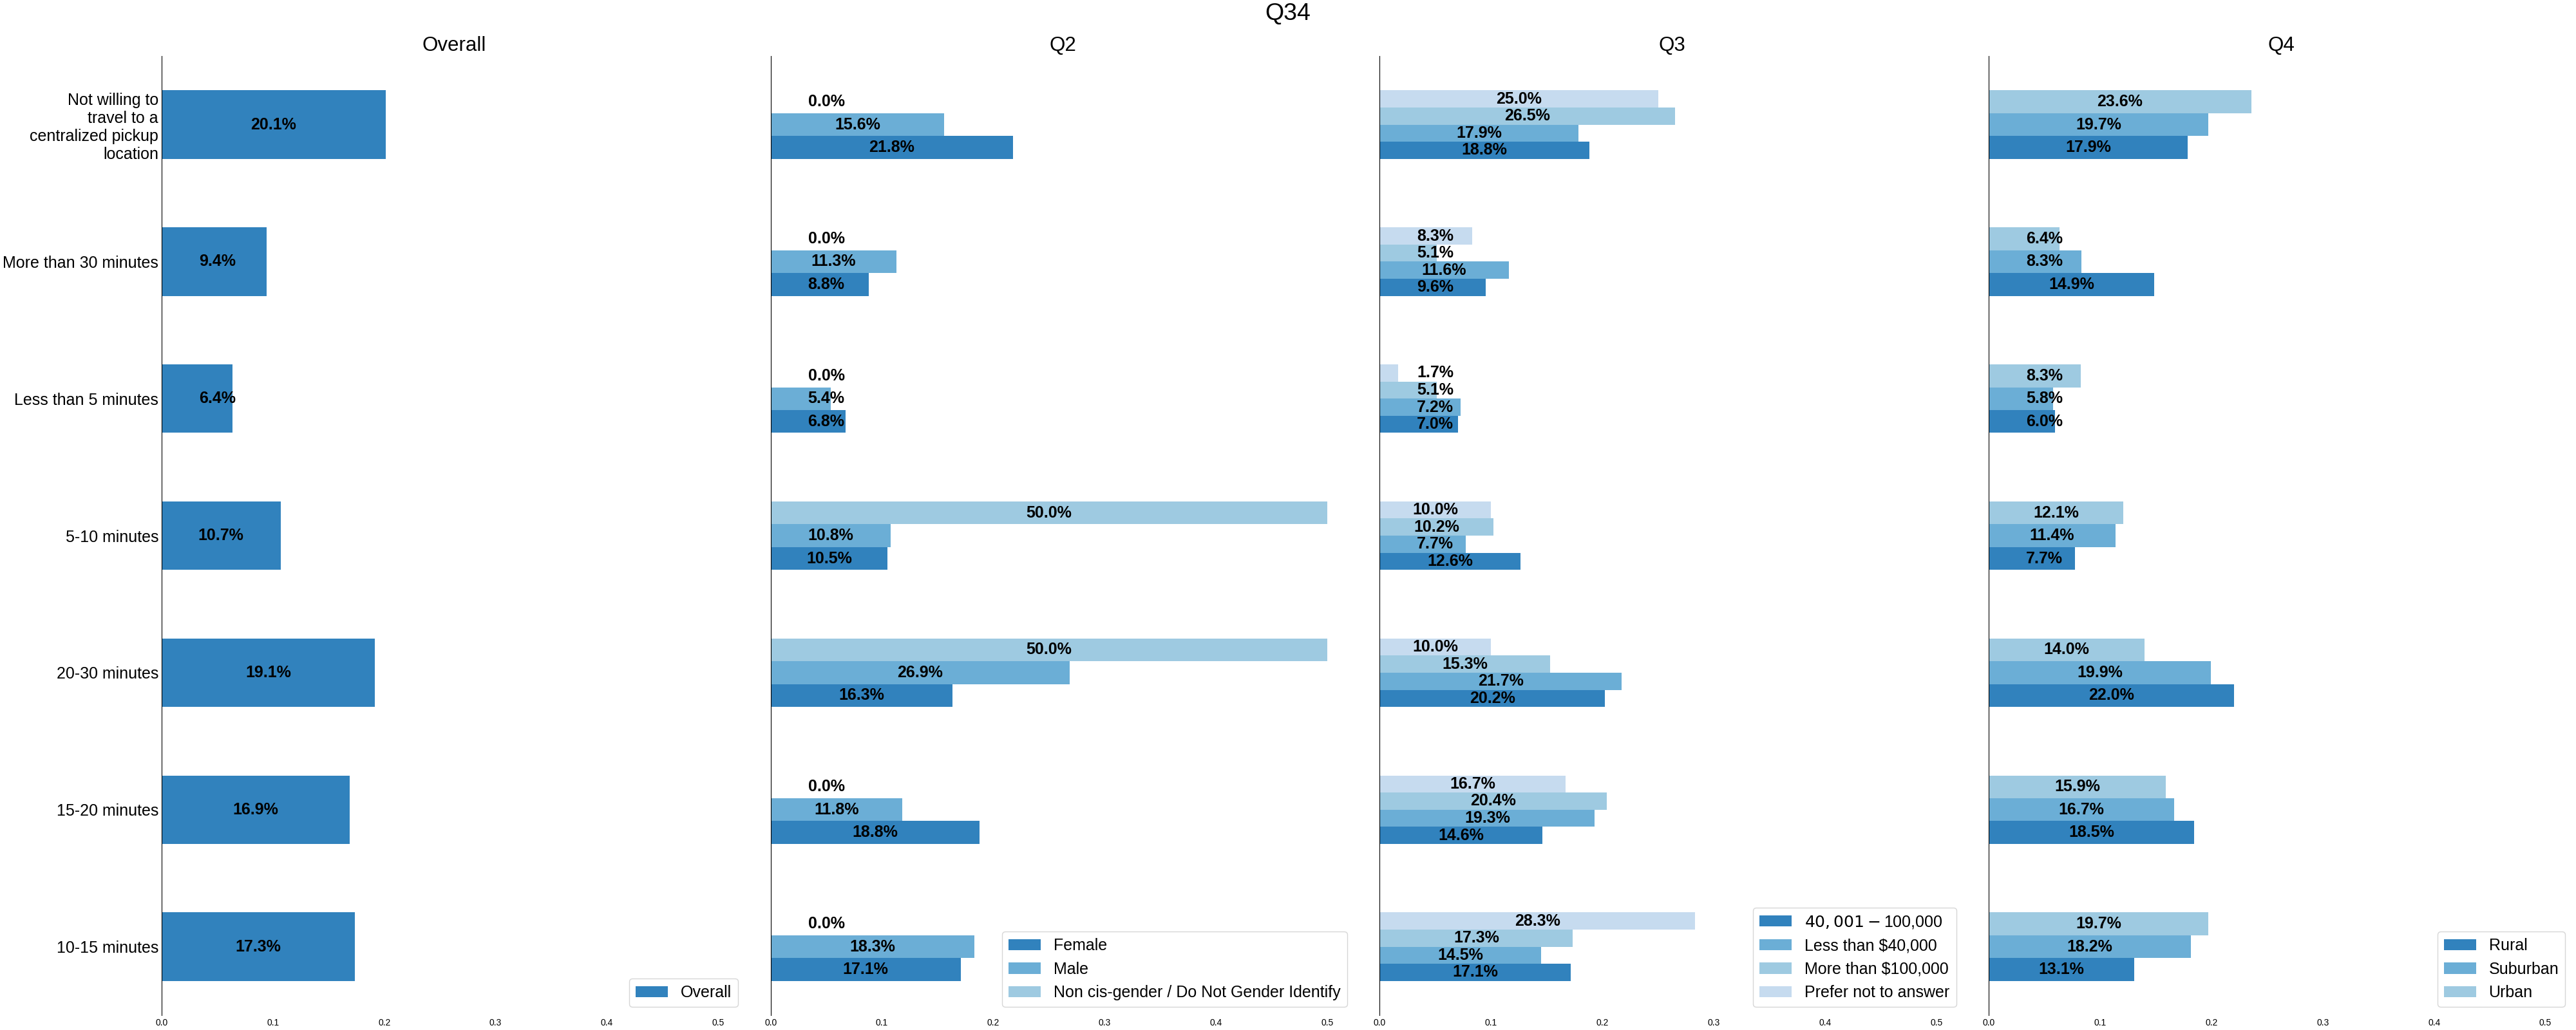 Q34
Overall
Q2
Q3
Q4
Not willing to
travel to a
centralized pickup
location
20.1%
0.0%
15.6%
21.8%
25.0%
26.5%
17.9%
18.8%
23.6%
19.7%
17.9%
More than 30 minutes
9.4%
0.0%
11.3%
8.8%
8.3%
5.1%
11.6%
9.6%
6.4%
8.3%
14.9%
Less than 5 minutes
6.4%
0.0%
5.4%
6.8%
1.7%
5.1%
7.2%
7.0%
8.3%
5.8%
6.0%
5-10 minutes
10.7%
50.0%
10.8%
10.5%
10.0%
10.2%
7.7%
12.6%
12.1%
11.4%
7.7%
20-30 minutes
19.1%
50.0%
26.9%
16.3%
10.0%
15.3%
21.7%
20.2%
14.0%
19.9%
22.0%
15-20 minutes
16.9%
0.0%
11.8%
18.8%
16.7%
20.4%
19.3%
14.6%
15.9%
16.7%
18.5%
10-15 minutes
17.3%
0.0%
18.3%
17.1%
28.3%
17.3%
14.5%
17.1%
19.7%
18.2%
13.1%
Overall
Female
Male
Non cis-gender / Do Not Gender Identify
40,001-100,000
Less than $40,000
More than $100,000
Prefer not to answer
Rural
Suburban
Urban
0.0 0.1 0.2 0.3 0.4 0.5
0.0 0.1 0.2 0.3 0.4 0.5
0.0 0.1 0.2 0.3 0.4 0.5
0.0 0.1 0.2 0.3 0.4 0.5